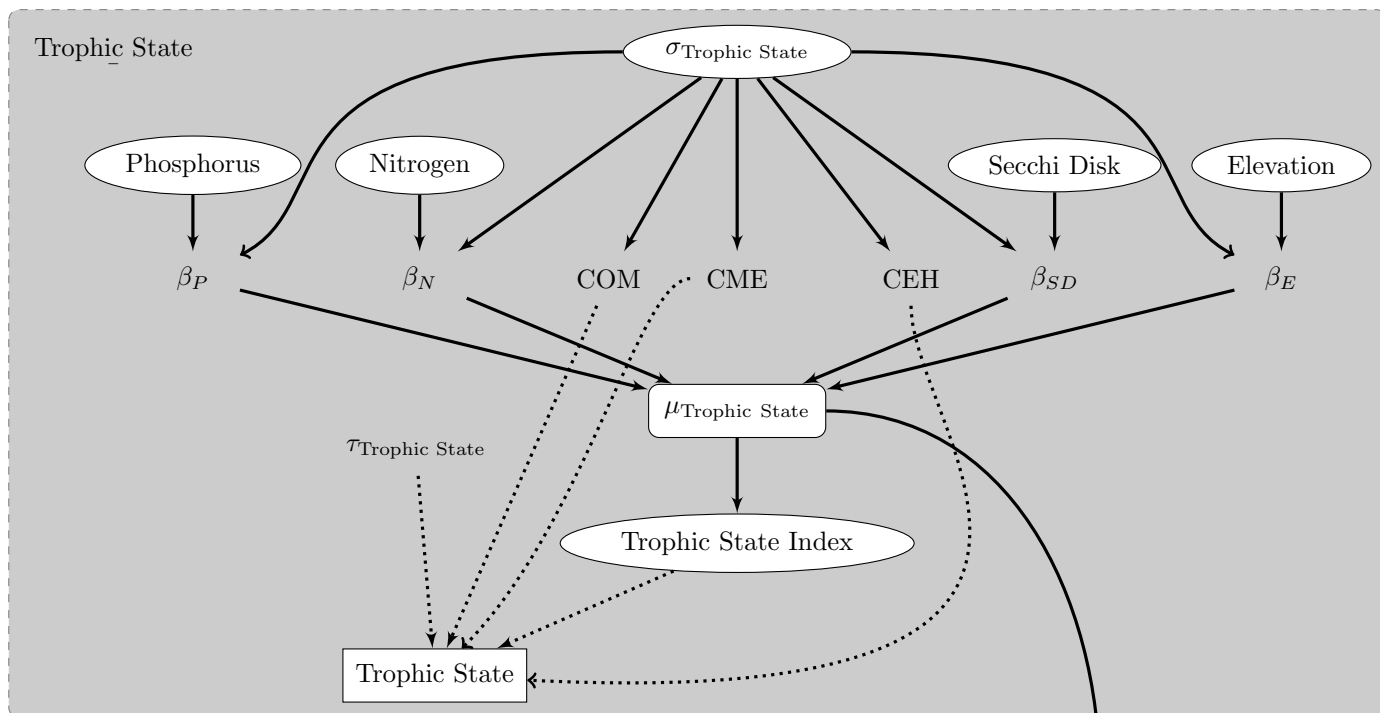 Trophic State
σTrophic State
Phosphorus
Nitrogen
Secchi Disk
Elevation
βP
βN
COM
CME
CEH
βSD
βE
μTrophic State
τTrophic State
Trophic State Index
Trophic State